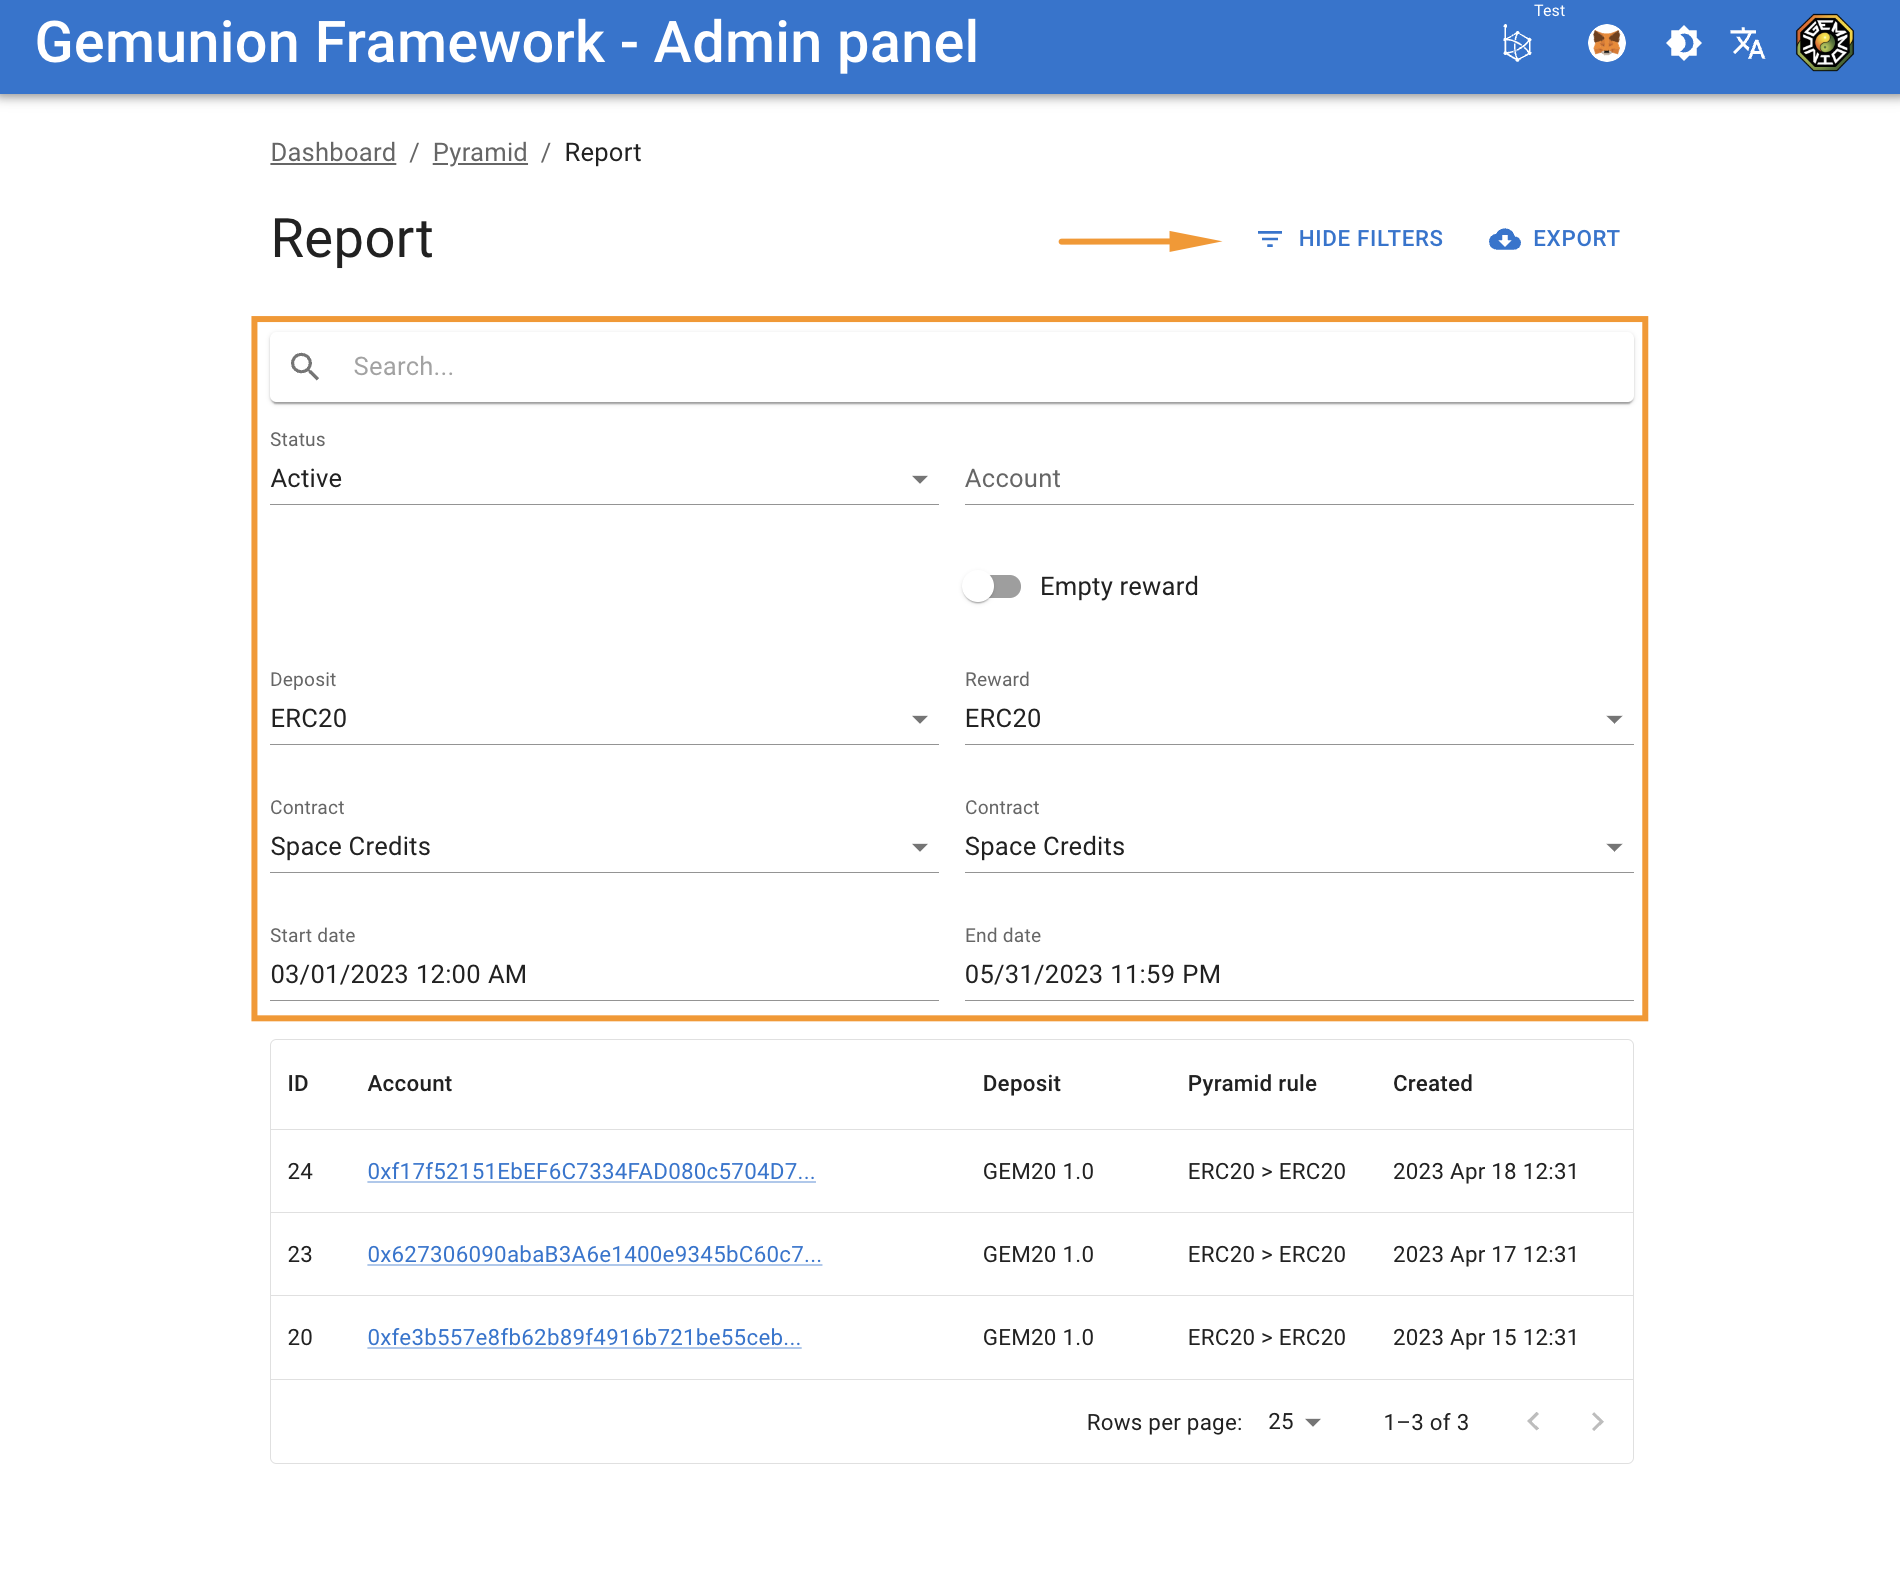 Gemunion Framework - Admin panel
Test
GEMUNION
Dashboard / Pyramid / Report
Report
HIDE FILTERS
EXPORT
Search...
Status
Active
Account
Empty reward
Deposit
ERC20
Reward
ERC20
Contract
Space Credits
Contract
Space Credits
Start date
03/01/2023 12:00 AM
End date
05/31/2023 11:59 PM
ID Account Deposit Pyramid rule Created
24 0xf17f52151EbEF6C7334FAD080c5704D7... GEM20 1.0 ERC20 > ERC20 2023 Apr 18 12:31
23 0x627306090abaB3A6e1400e9345bC60c7... GEM20 1.0 ERC20 > ERC20 2023 Apr 17 12:31
20 0xfe3b557e8fb62b89f4916b721be55ceb... GEM20 1.0 ERC20 > ERC20 2023 Apr 15 12:31
Rows per page: 25 1–3 of 3